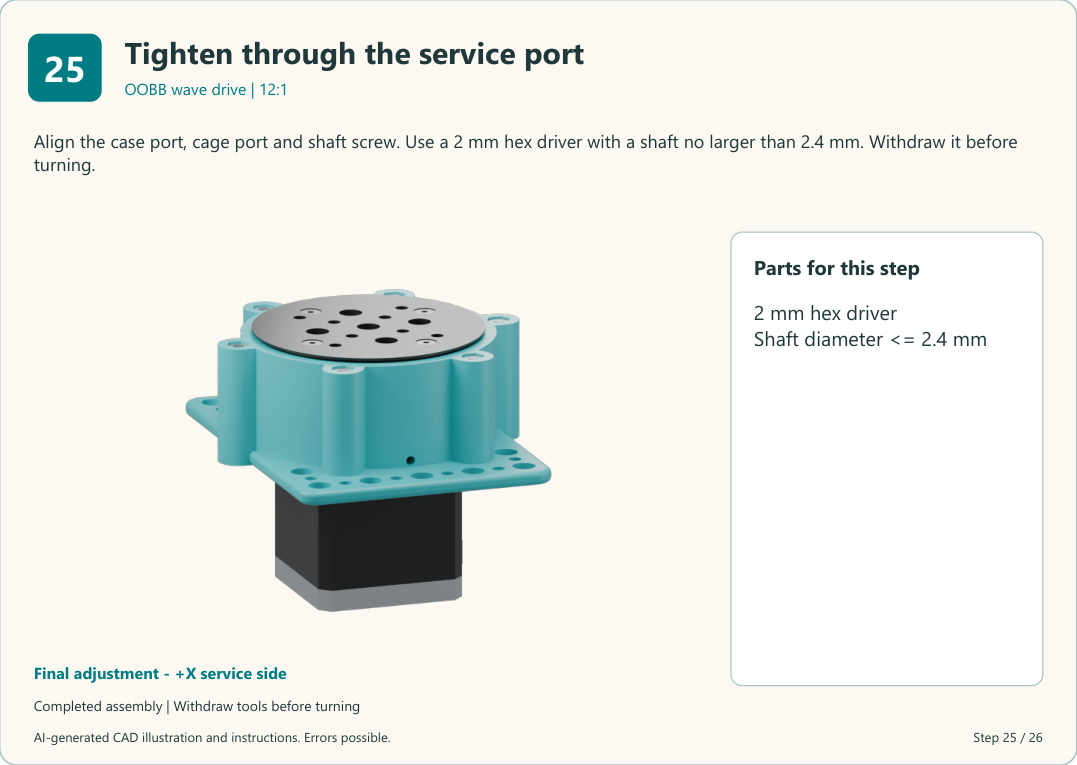 25
Tighten through the service port
OOBB wave drive | 12:1
Align the case port, cage port and shaft screw. Use a 2 mm hex driver with a shaft no larger than 2.4 mm. Withdraw it before
turning.
Parts for this step
2 mm hex driver
Shaft diameter <= 2.4 mm
Final adjustment - +X service side
Completed assembly | Withdraw tools before turning
AI-generated CAD illustration and instructions. Errors possible.
Step 25 / 26